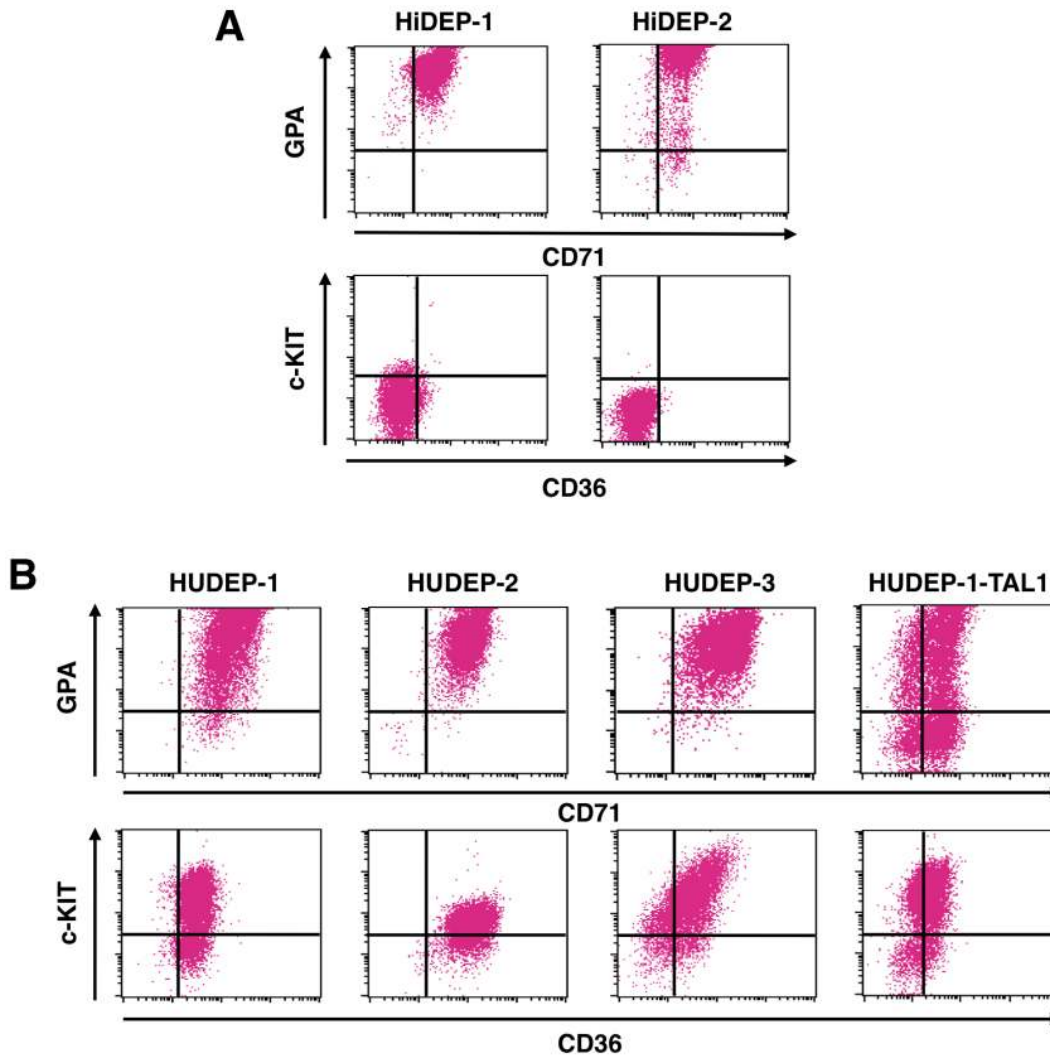 A
HiDEP-1 HiDEP-2
GPA
CD71
c-KIT
CD36
B
HUDEP-1 HUDEP-2 HUDEP-3 HUDEP-1-TAL1
GPA
CD71
c-KIT
CD36